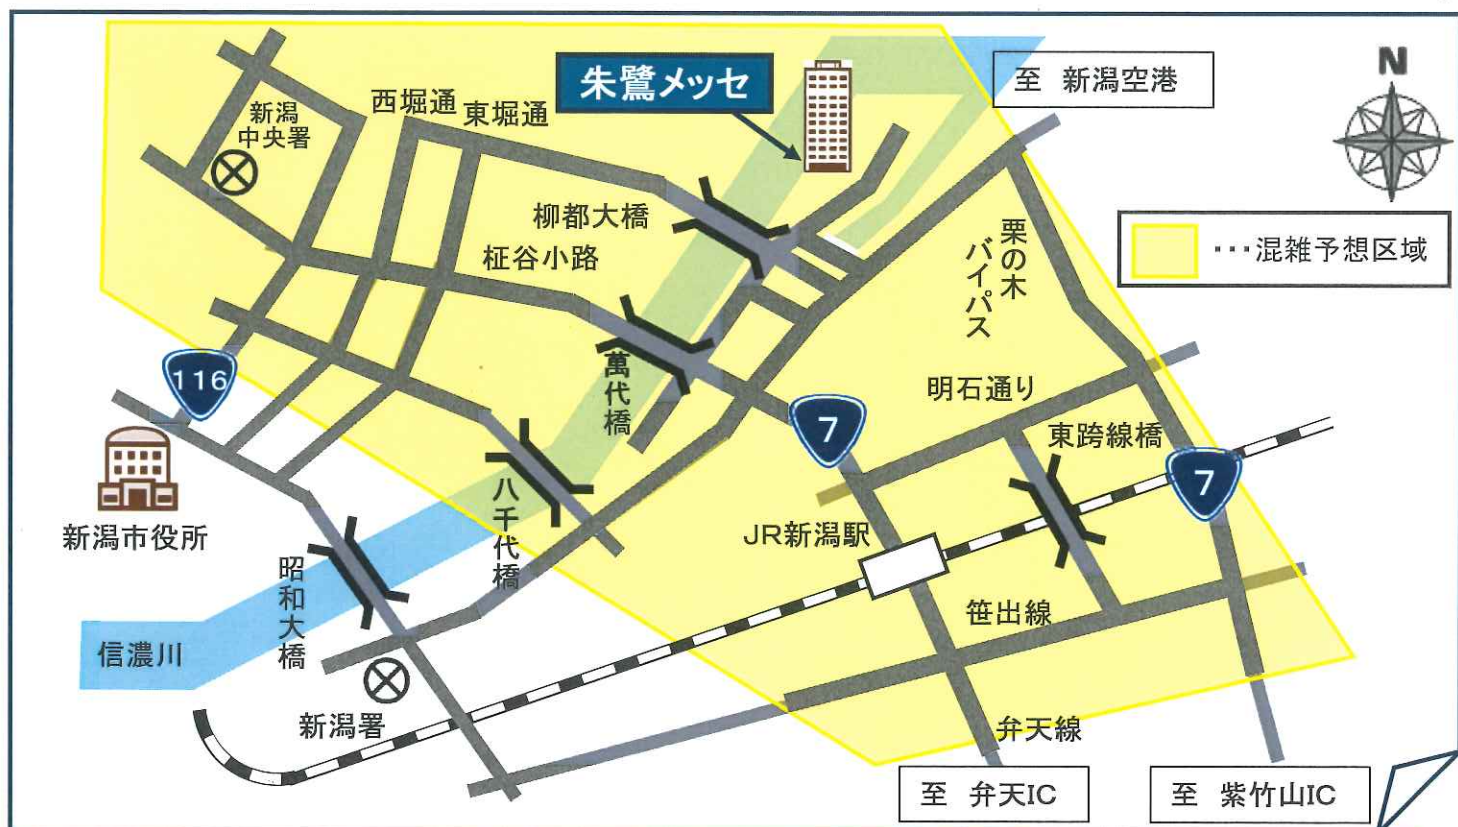 朱鷺メッセ
至 新潟空港
N
西堀通
東堀通
新潟
中央署
柳都大橋
柾谷小路
栗の木
バイパス
…混雑予想区域
116
萬代橋
7
明石通り
東跨線橋
7
新潟市役所
八千代橋
JR新潟駅
昭和大橋
笹出線
信濃川
新潟署
弁天線
至 弁天IC
至 紫竹山IC